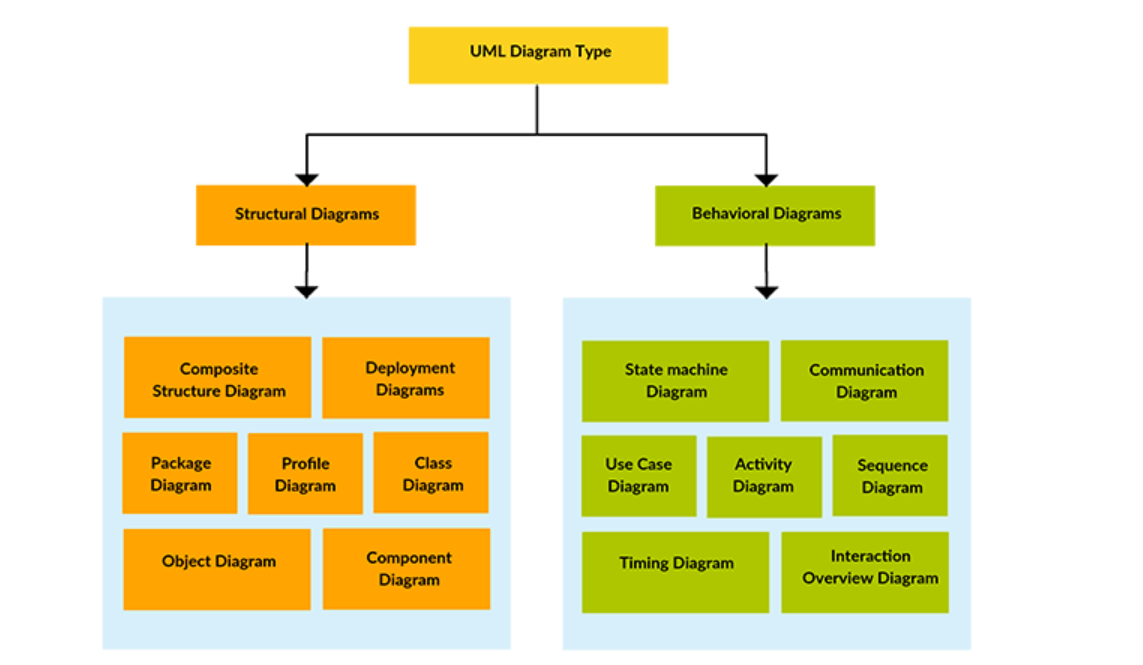 UML Diagram Type
Structural Diagrams
Behavioral Diagrams
Composite
Structure Diagram
Deployment
Diagrams
Package
Diagram
Profile
Diagram
Class
Diagram
Object Diagram
Component
Diagram
State machine
Diagram
Communication
Diagram
Use Case
Diagram
Activity
Diagram
Sequence
Diagram
Timing Diagram
Interaction
Overview Diagram